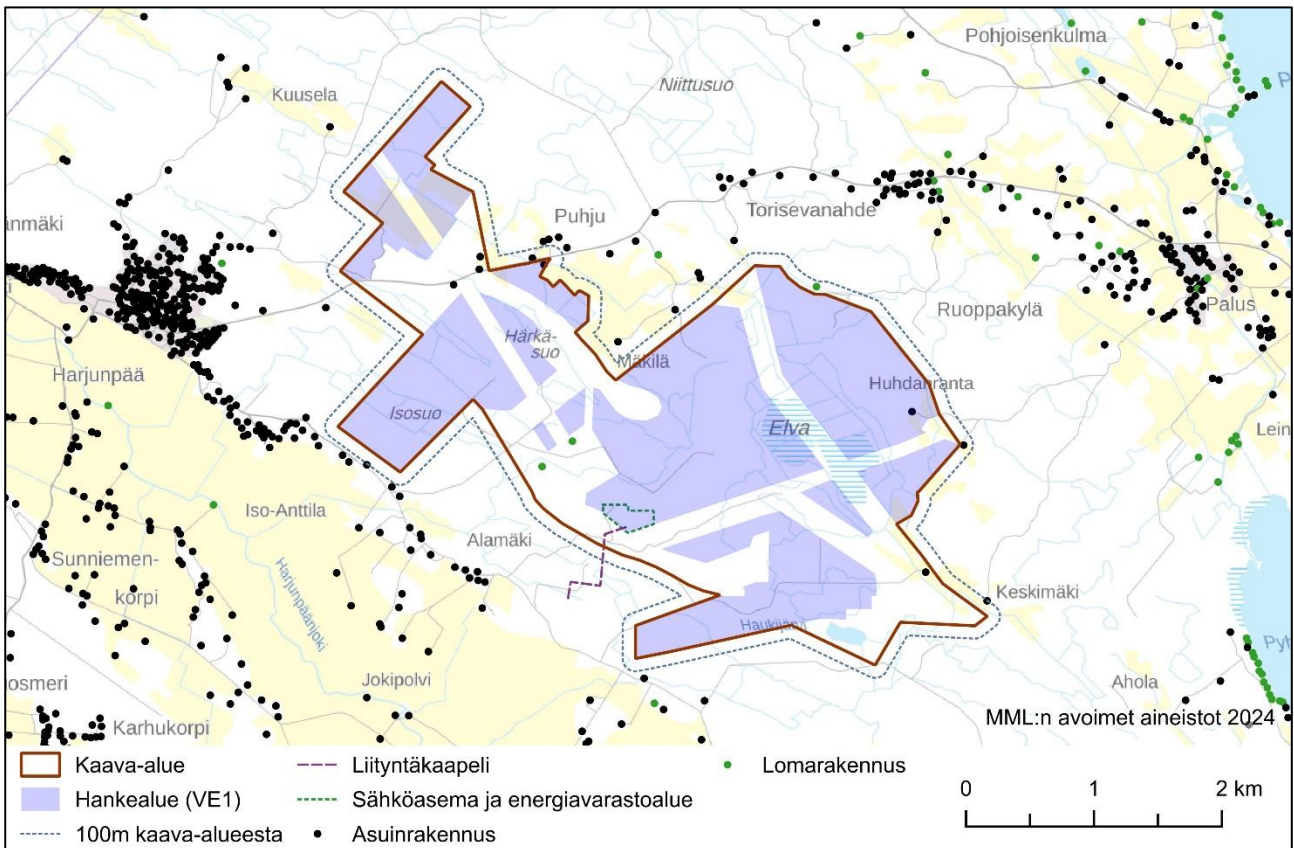 Pohjoisenkulma
Niittusuo
Kuusela
Puhju
Torisevanahde
änmäki
Ruoppakylä
Palus
Härkä-
suo
Mäkilä
Harjunpää
Huhdanranta
Isosuo
Elva
Lein
Iso-Anttila
Alamäki
Sunniemen-
korpi
Harjunpäänjoki
Keskimäki
Haukijärvi
Pyh
Jokipolvi
Ahola
osmeri
Karhukorpi
MML:n avoimet aineistot 2024
Kaava-alue
Liityntäkaapeli
Lomarakennus
Hankealue (VE1)
Sähköasema ja energiavarastoalue
0 1 2 km
100m kaava-alueesta
Asuinrakennus